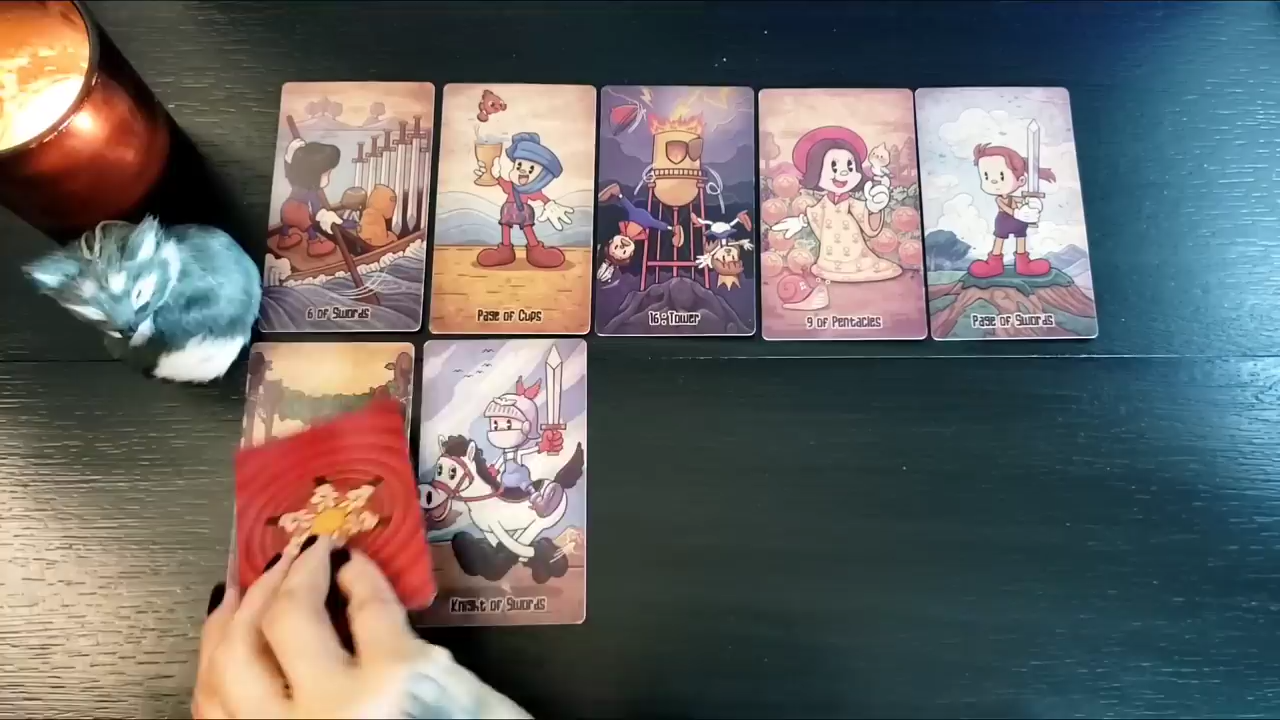 6 of Swords
Page of Cups
16: Tower
9 of Pentacles
Page of Swords
Knight of Swords